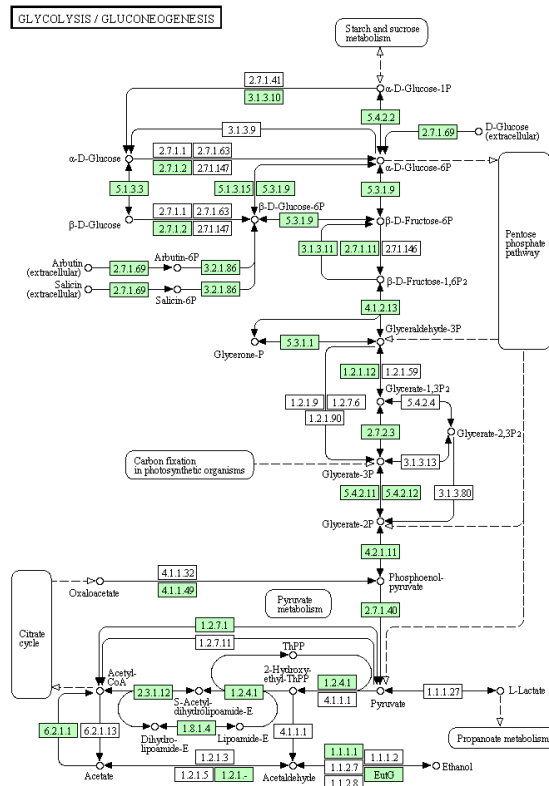 GLYCOLYSIS / GLUCONEOGENESIS
Starch and sucrose
metabolism
2.7.1.41
3.1.3.10
α-D-Glucose-1P
5.4.2.2
3.1.3.9
2.7.1.69
D-Glucose
(extracellular)
α-D-Glucose
2.7.1.1
2.7.1.63
2.7.1.2
2.7.1.147
α-D-Glucose-6P
5.1.3.3
5.1.3.15
5.3.1.9
5.3.1.9
β-D-Glucose-6P
β-D-Glucose
2.7.1.1
2.7.1.63
2.7.1.2
2.7.1.147
5.3.1.9
β-D-Fructose-6P
Pentose
phosphate
pathway
Arbutin
(extracellular)
2.7.1.69
Arbutin-6P
3.2.1.86
3.1.3.11
2.7.1.11
2.7.1.146
Salicin
(extracellular)
2.7.1.69
Salicin-6P
3.2.1.86
β-D-Fructose-1,6P2
4.1.2.13
Glyceraldehyde-3P
Glycerone-P
5.3.1.1
1.2.1.12
1.2.1.59
Glycerate-1,3P2
1.2.1.9
1.2.7.6
1.2.1.90
5.4.2.4
2.7.2.3
Glycerate-2,3P2
Carbon fixation
in photosynthetic organisms
Glycerate-3P
3.1.3.13
5.4.2.11
5.4.2.12
3.1.3.80
Glycerate-2P
4.2.1.11
4.1.1.32
4.1.1.49
Oxaloacetate
Phosphoenol-
pyruvate
Pyruvate
metabolism
2.7.1.40
Citrate
cycle
1.2.7.1
1.2.7.11
ThPP
Acetyl-
CoA
2.3.1.12
S-Acetyl-
dihydrolipoamide-E
1.2.4.1
2-Hydroxy-
ethyl-ThPP
1.2.4.1
4.1.1.1
Pyruvate
1.1.1.27
L-Lactate
6.2.1.1
6.2.1.13
Dihydro-
lipoamide-E
1.8.1.4
Lipoamide-E
4.1.1.1
Propanoate metabolism
Acetate
1.2.1.3
1.2.1.5
1.2.1.-
Acetaldehyde
1.1.1.1
1.1.1.2
1.1.2.7
EutG
1.1.2.8
Ethanol